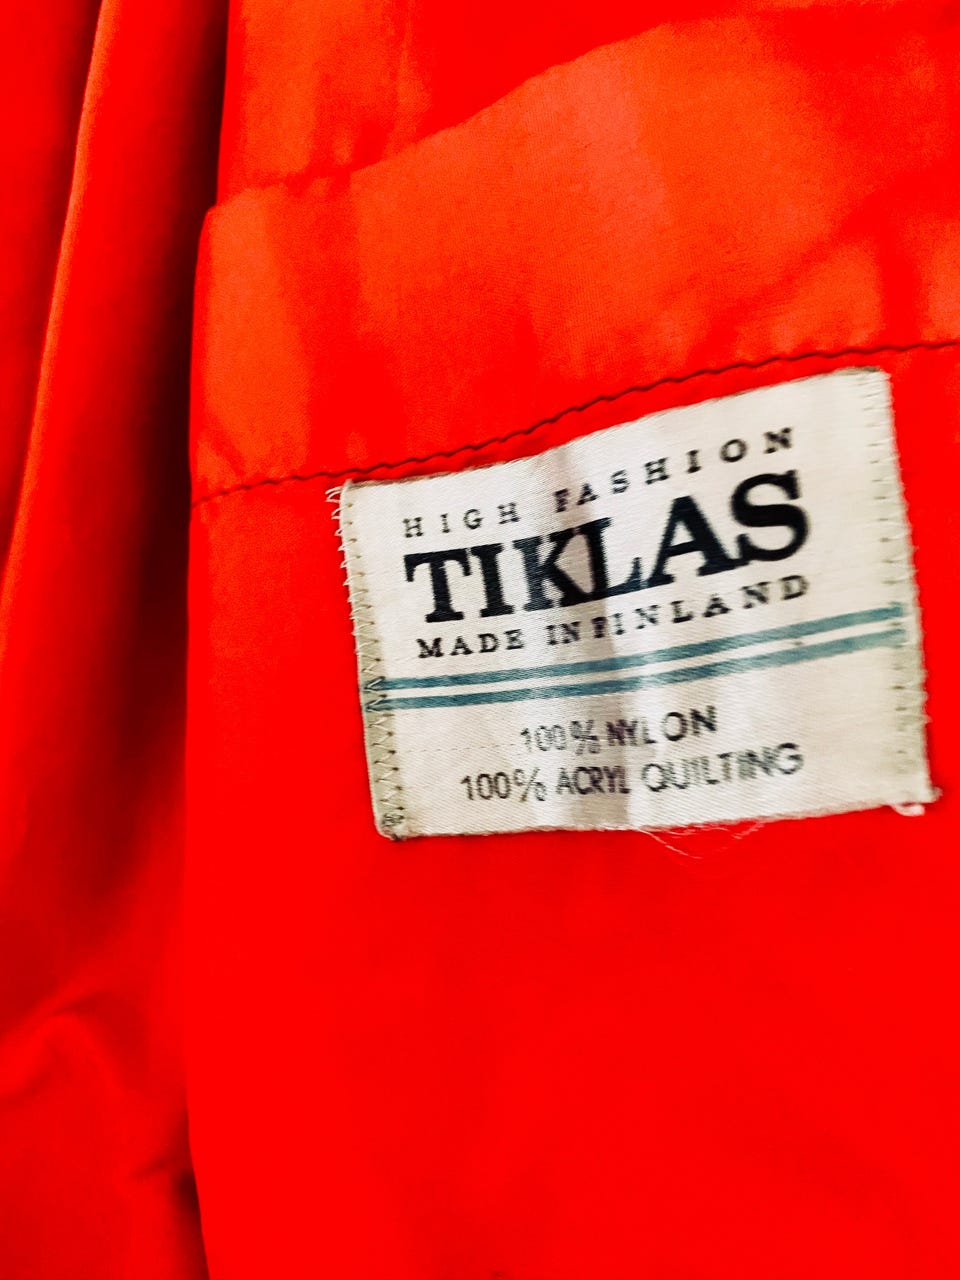 HIGH FASHION
TIKLAS
MADE IN FINLAND
100% NYLON
100% ACRYL QUILTING